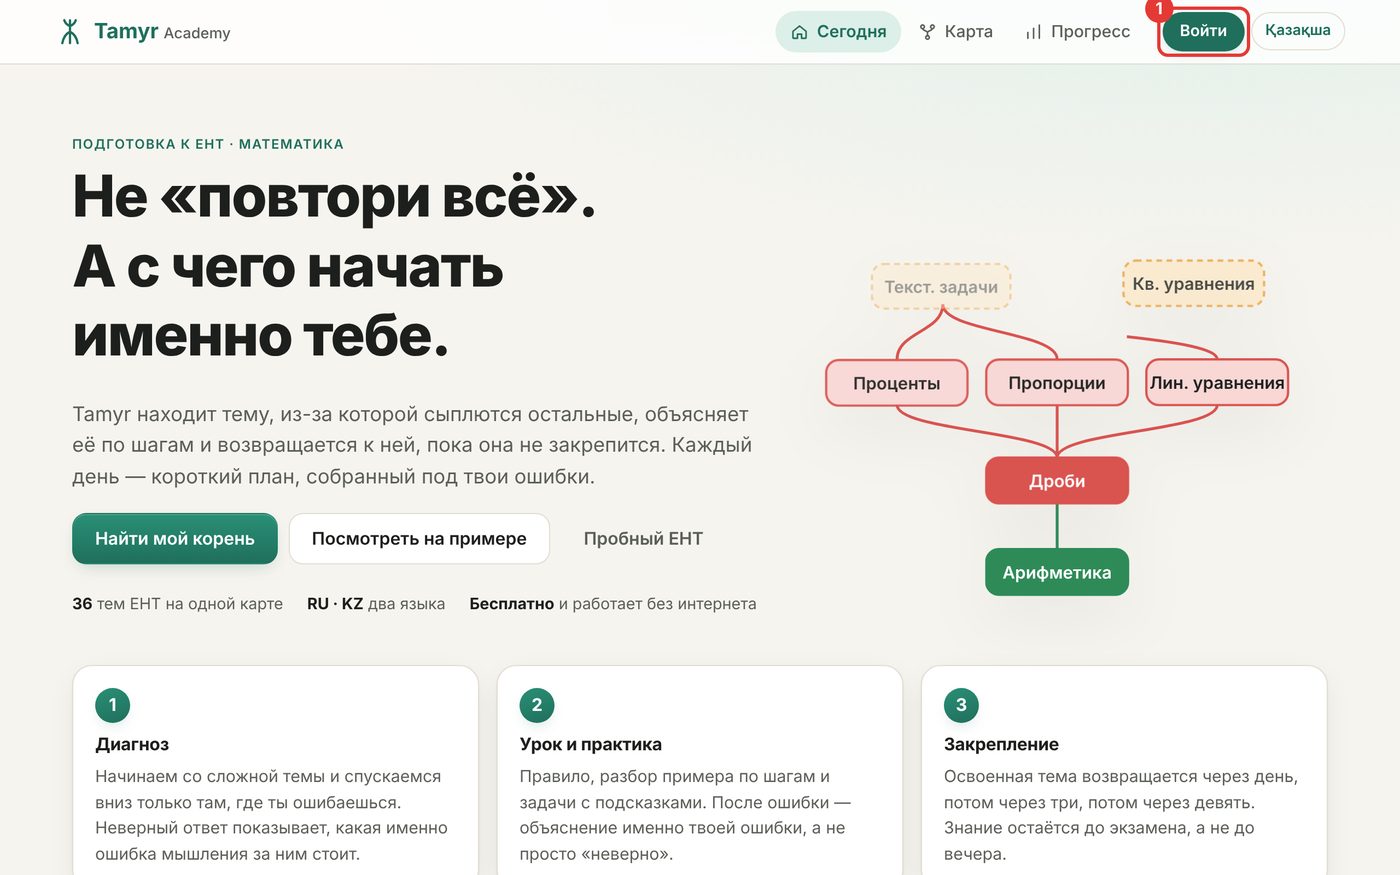 Tamyr Academy
Сегодня
Карта
Прогресс
1
Войти
Қазақша
ПОДГОТОВКА К ЕНТ · МАТЕМАТИКА
Не «повтори всё».
А с чего начать
именно тебе.
Tamyr находит тему, из-за которой сыплются остальные, объясняет
её по шагам и возвращается к ней, пока она не закрепится. Каждый
день — короткий план, собранный под твои ошибки.
Найти мой корень
Посмотреть на примере
Пробный ЕНТ
36 тем ЕНТ на одной карте
RU · KZ два языка
Бесплатно и работает без интернета
Текст. задачи
Кв. уравнения
Проценты
Пропорции
Лин. уравнения
Дроби
Арифметика
1
Диагноз
Начинаем со сложной темы и спускаемся
вниз только там, где ты ошибаешься.
Неверный ответ показывает, какая именно
ошибка мышления за ним стоит.
2
Урок и практика
Правило, разбор примера по шагам и
задачи с подсказками. После ошибки —
объяснение именно твоей ошибки, а не
просто «неверно».
3
Закрепление
Освоенная тема возвращается через день,
потом через три, потом через девять.
Знание остаётся до экзамена, а не до
вечера.